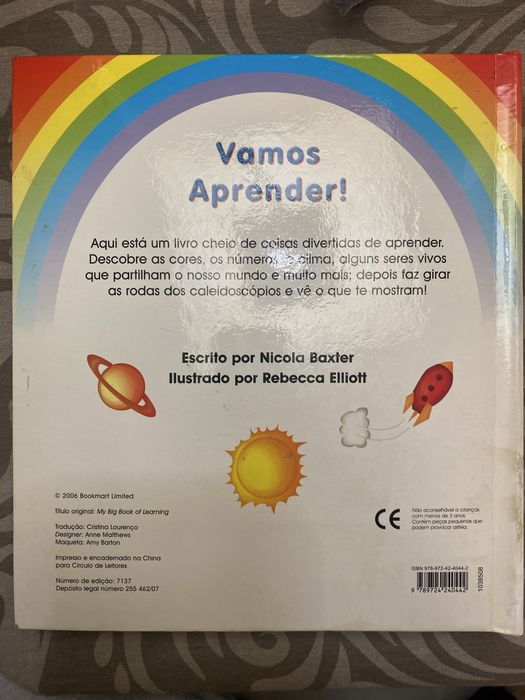 Vamos
Aprender!
Aqui está um livro cheio de coisas divertidas de aprender.
Descobre as cores, os números, o clima, alguns seres vivos
que partilham o nosso mundo e muito mais; depois faz girar
as rodas dos caleidoscópios e vê o que te mostram!
Escrito por Nicola Baxter
Ilustrado por Rebecca Elliott
© 2006 Bookmart Limited
Título original: My Big Book of Learning
Tradução: Cristina Lourenço
Designer: Anne Matthews
Maqueta: Amy Barton
Impresso e encadernado na China
para Círculo de Leitores
Número de edição: 7137
Depósito legal número 255 462/07
CE
Não aconselhável a crianças
com menos de 3 anos.
Contém peças pequenas que
podem provocar asfixia.
ISBN 978-972-42-4044-2
9 789724 240442
1038508